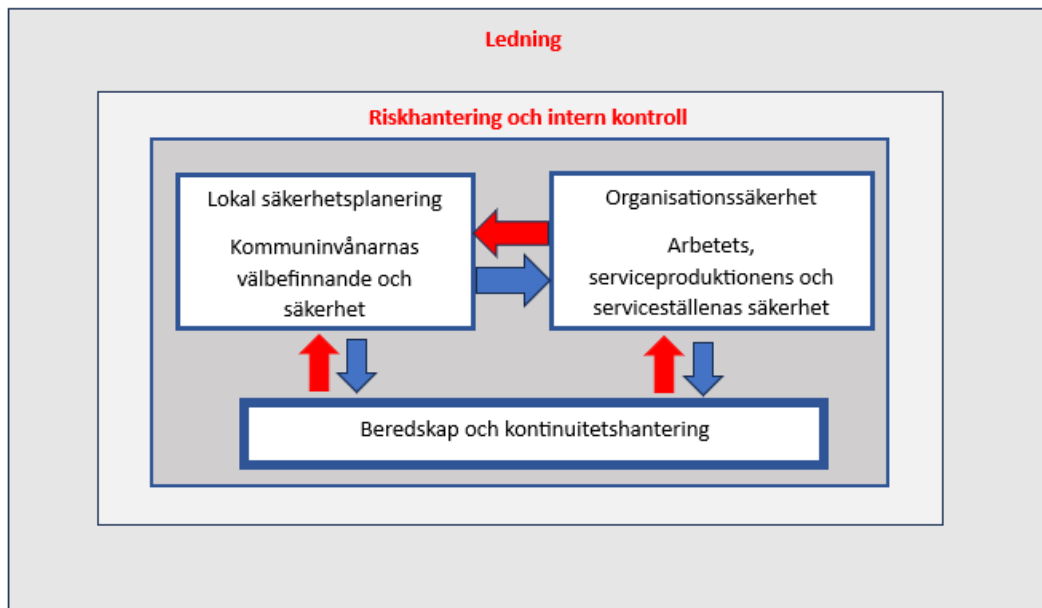 Ledning
Riskhantering och intern kontroll
Lokal säkerhetsplanering
Kommuninvånarnas
välbefinnande och
säkerhet
Organisationssäkerhet
Arbetets,
serviceproduktionens och
serviceställenas säkerhet
Beredskap och kontinuitetshantering